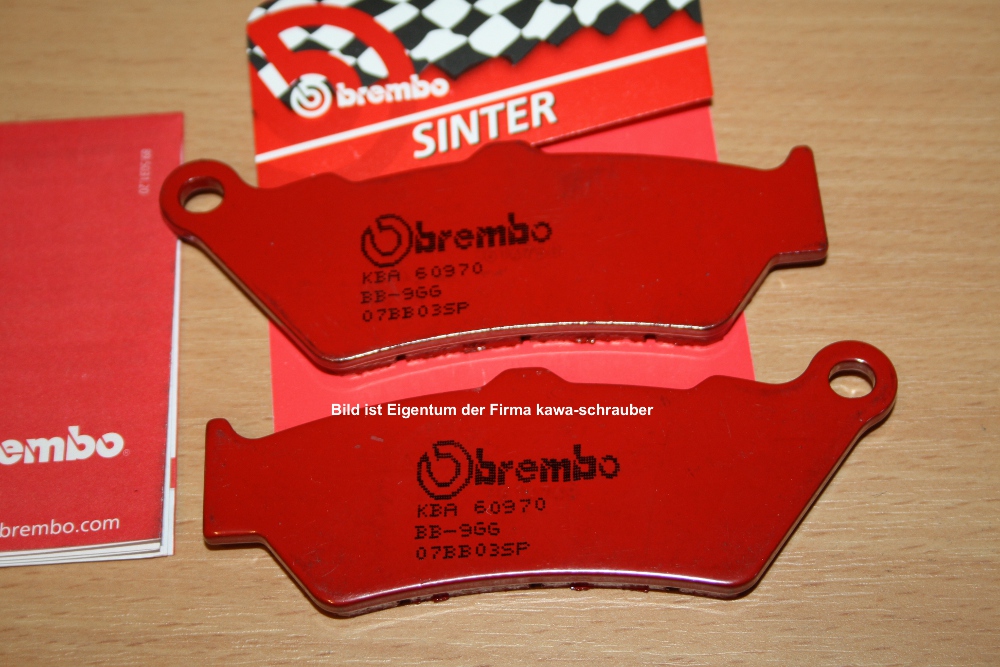 brembo
SINTER
brembo
KBA 60970
BB-9GG
07BB03SP
Bild ist Eigentum der Firma kawa-schrauber
brembo
KBA 60970
BB-9GG
07BB03SP
embo
brembo.com